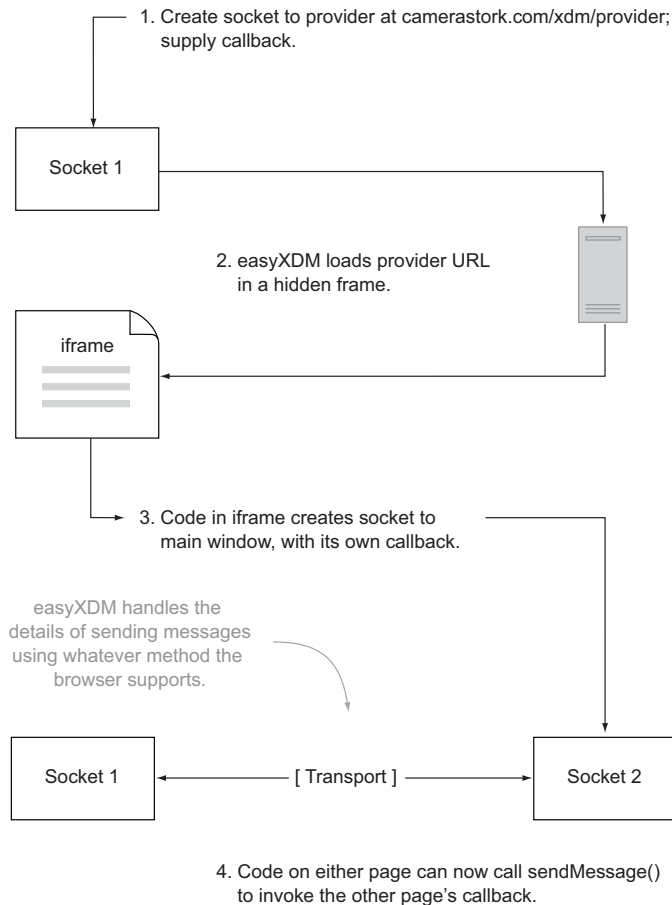 1. Create socket to provider at camerastork.com/xdm/provider;
supply callback.
Socket 1
2. easyXDM loads provider URL
in a hidden frame.
iframe
3. Code in iframe creates socket to
main window, with its own callback.
easyXDM handles the
details of sending messages
using whatever method the
browser supports.
Socket 1
[ Transport ]
Socket 2
4. Code on either page can now call sendMessage()
to invoke the other page’s callback.